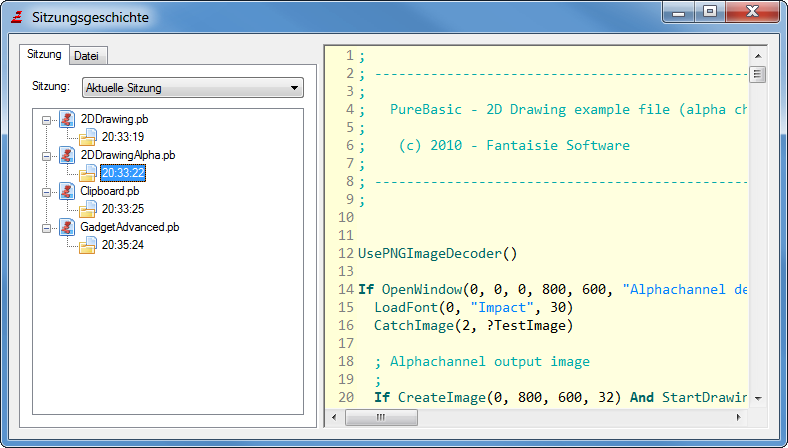 Sitzungsgeschichte
Sitzung Datei
Sitzung: Aktuelle Sitzung
2DDrawing.pb
20:33:19
2DDrawingAlpha.pb
20:33:22
Clipboard.pb
20:33:25
GadgetAdvanced.pb
20:35:24
1 ;
2 ; -----------------------------------------------
3 ;
4 ;   PureBasic - 2D Drawing example file (alpha ch
5 ;
6 ;    (c) 2010 - Fantaisie Software
7 ;
8 ; -----------------------------------------------
9 ;
10
11
12 UsePNGImageDecoder()
13
14 If OpenWindow(0, 0, 0, 800, 600, "Alphachannel de
15   LoadFont(0, "Impact", 30)
16   CatchImage(2, ?TestImage)
17
18   ; Alphachannel output image
19   ;
20   If CreateImage(0, 800, 600, 32) And StartDrawin